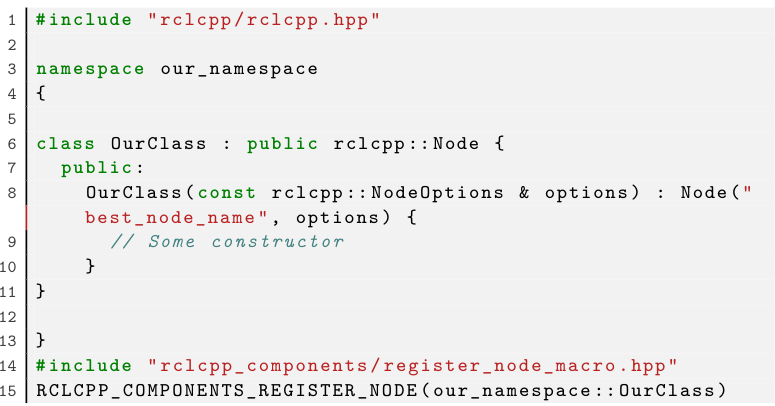 1 #include "rclcpp/rclcpp.hpp"
2
3 namespace our_namespace
4 {
5
6 class OurClass : public rclcpp::Node {
7   public:
8     OurClass(const rclcpp::NodeOptions & options) : Node("
    best_node_name", options) {
9       // Some constructor
10     }
11 }
12
13 }
14 #include "rclcpp_components/register_node_macro.hpp"
15 RCLCPP_COMPONENTS_REGISTER_NODE(our_namespace::OurClass)